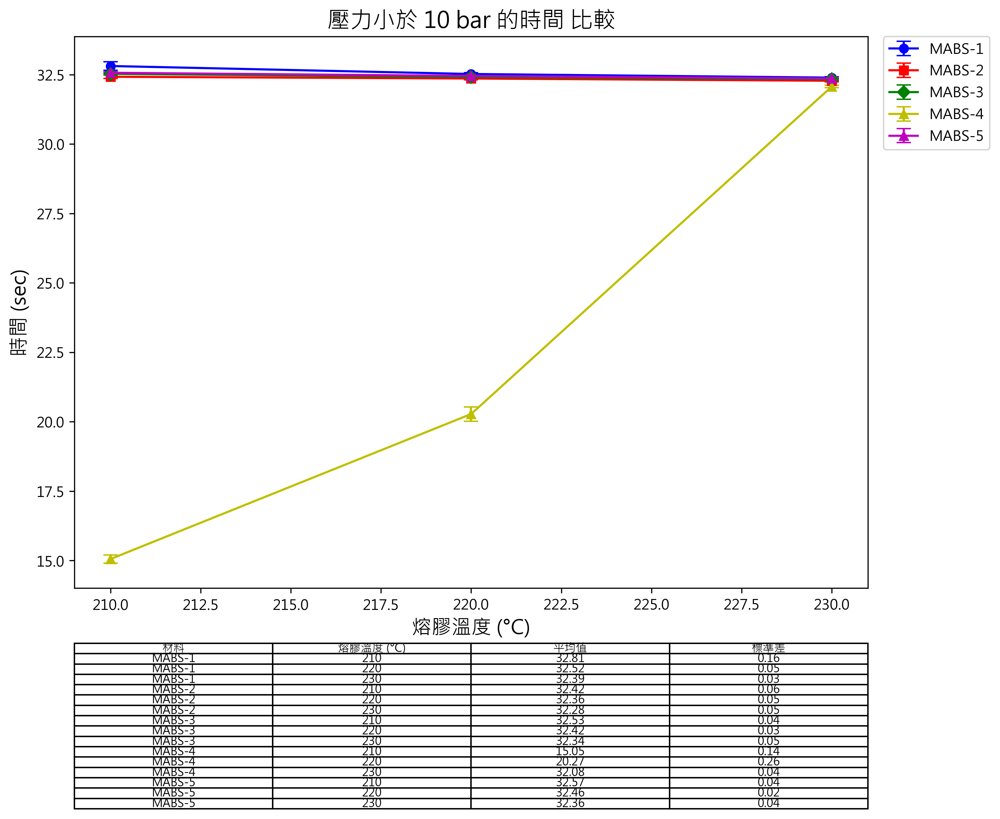 壓力小於 10 bar 的時間 比較
MABS-1
MABS-2
MABS-3
MABS-4
MABS-5
時間 (sec)
32.5
30.0
27.5
25.0
22.5
20.0
17.5
15.0
210.0 212.5 215.0 217.5 220.0 222.5 225.0 227.5 230.0
熔膠溫度 (°C)
材料 熔膠溫度 (°C) 平均值 標準差
MABS-1 210 32.81 0.16
MABS-1 220 32.52 0.05
MABS-1 230 32.39 0.03
MABS-2 210 32.42 0.06
MABS-2 220 32.36 0.05
MABS-2 230 32.28 0.05
MABS-3 210 32.53 0.04
MABS-3 220 32.42 0.03
MABS-3 230 32.34 0.05
MABS-4 210 15.05 0.14
MABS-4 220 20.27 0.26
MABS-4 230 32.08 0.04
MABS-5 210 32.57 0.04
MABS-5 220 32.46 0.02
MABS-5 230 32.36 0.04